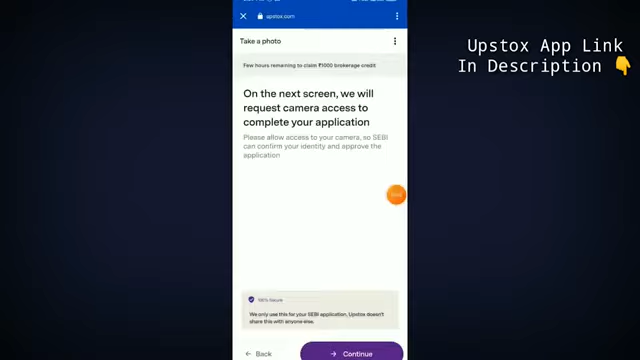 upstox.com
Upstox App Link
In Description 👇
Take a photo
Few hours remaining to claim ₹1000 brokerage credit
On the next screen, we will
request camera access to
complete your application
Please allow access to your camera, so SEBI
can confirm your identity and approve the
application
We only use this for your SEBI application, Upstox doesn't
share this with anyone else.
← Back
→ Continue